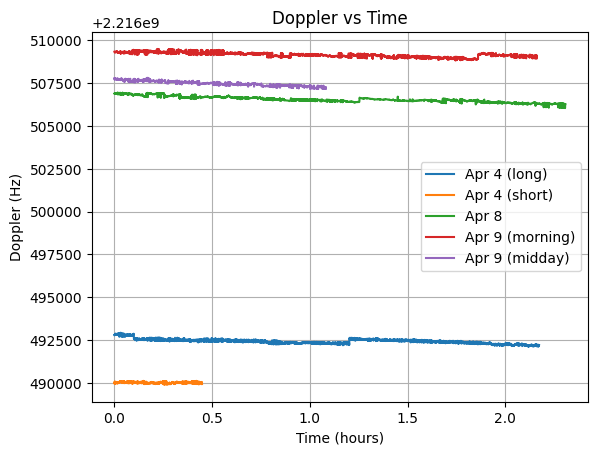 Doppler vs Time
+2.216e9
510000
507500
505000
502500
500000
497500
495000
492500
490000
Doppler (Hz)
Apr 4 (long)
Apr 4 (short)
Apr 8
Apr 9 (morning)
Apr 9 (midday)
0.0 0.5 1.0 1.5 2.0
Time (hours)